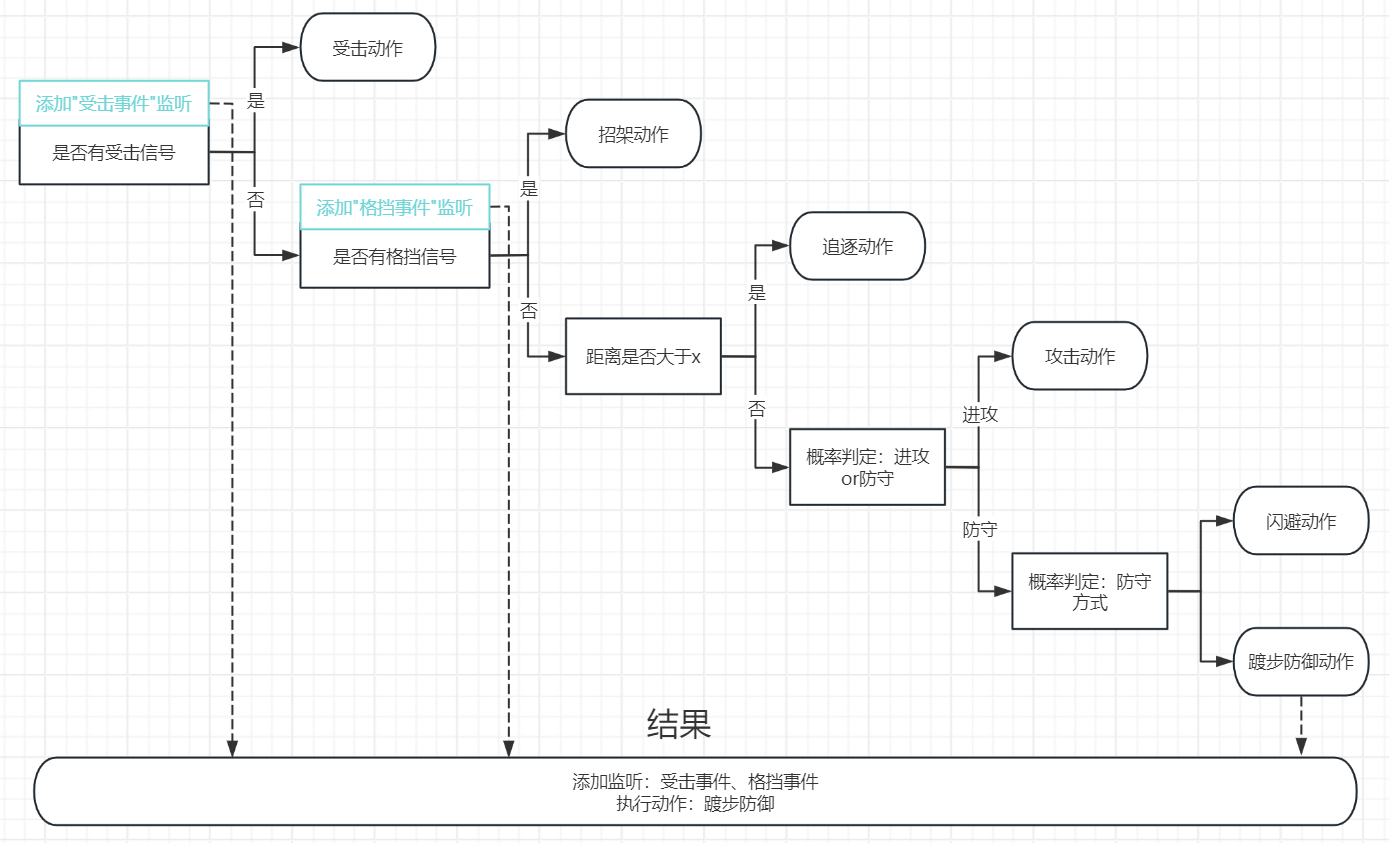 受击动作
添加"受击事件"监听
是
是否有受击信号
否
招架动作
添加"格挡事件"监听
是
是否有格挡信号
否
追逐动作
是
距离是否大于x
否
攻击动作
进攻
概率判定：进攻
or防守
防守
闪避动作
概率判定：防守
方式
踱步防御动作
结果
添加监听：受击事件、格挡事件
执行动作：踱步防御